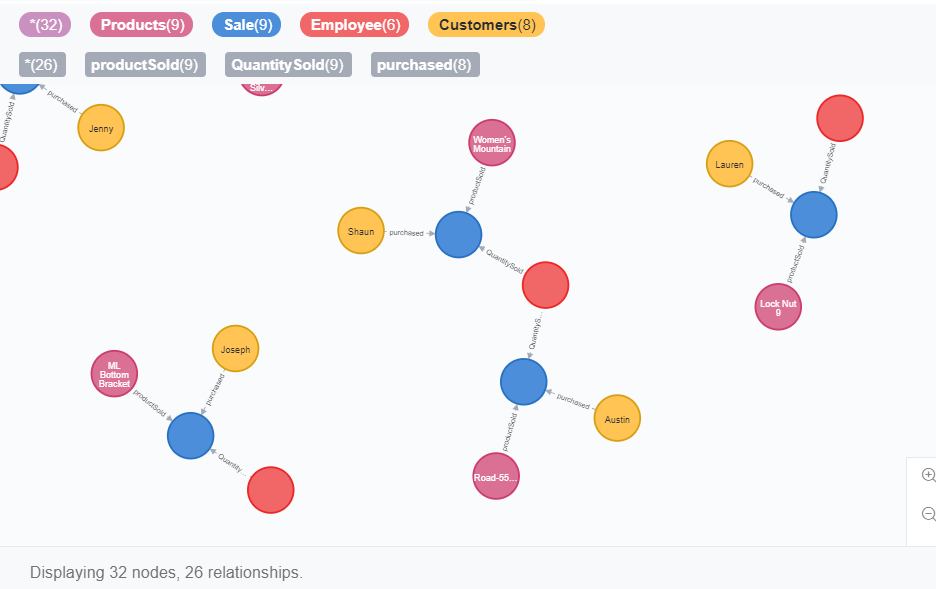 *(32) Products(9) Sale(9) Employee(6) Customers(8)
*(26) productSold(9) QuantitySold(9) purchased(8)
Silv...
purchased
QuantitySold
Jenny
Women's
Mountain
productSold
Shaun
purchased
QuantitySold
QuantityS...
purchased
Austin
productSold
Road-55...
Lauren
purchased
QuantitySold
productSold
Lock Nut
9
Joseph
purchased
ML
Bottom
Bracket
productSold
Quantity...
Displaying 32 nodes, 26 relationships.